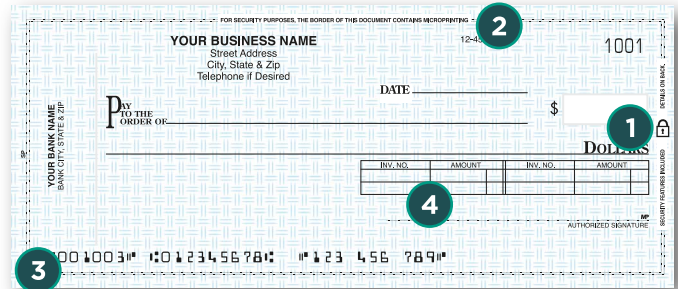 FOR SECURITY PURPOSES, THE BORDER OF THIS DOCUMENT CONTAINS MICROPRINTING
2
YOUR BUSINESS NAME
Street Address
City, State & Zip
Telephone if Desired
1001
DATE
PAY TO THE ORDER OF
$
DETAILS ON BACK.
1
DOLLARS
YOUR BANK NAME
BANK CITY, STATE & ZIP
INV. NO. AMOUNT INV. NO. AMOUNT
4
SECURITY FEATURES INCLUDED
MP
AUTHORIZED SIGNATURE
3
001003⑈ ⑆012345678⑆ ⑈123 456 789⑈